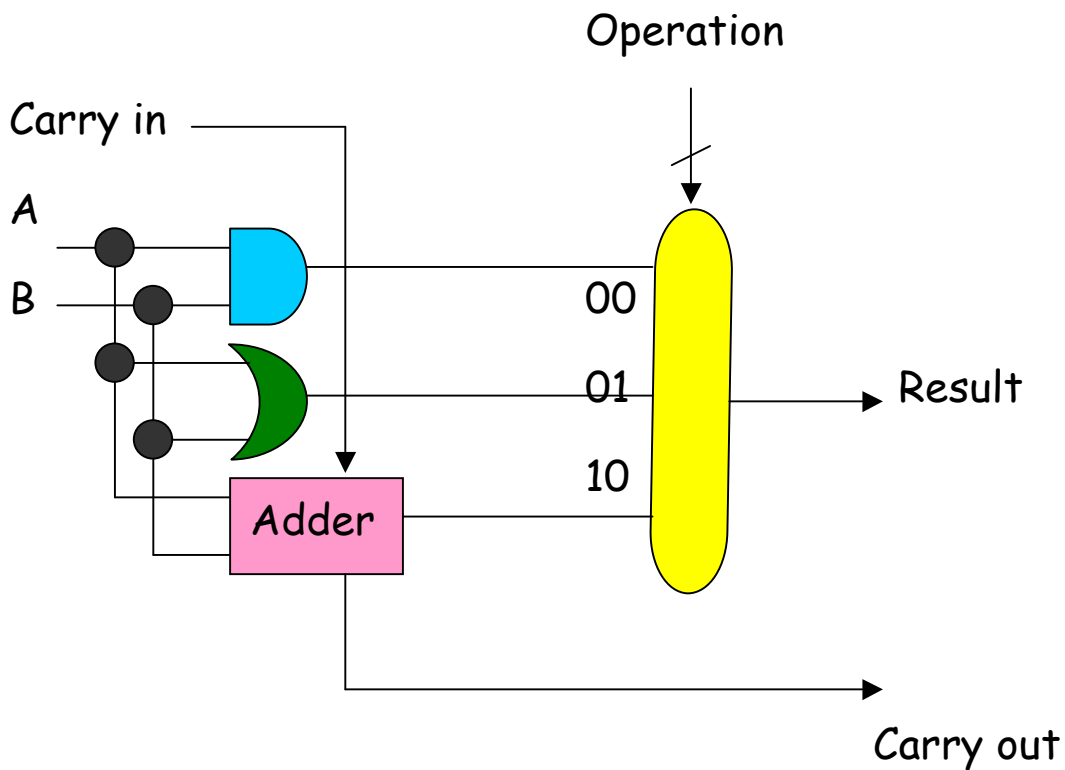 Operation
Carry in
A
B
00
01
Result
10
Adder
Carry out